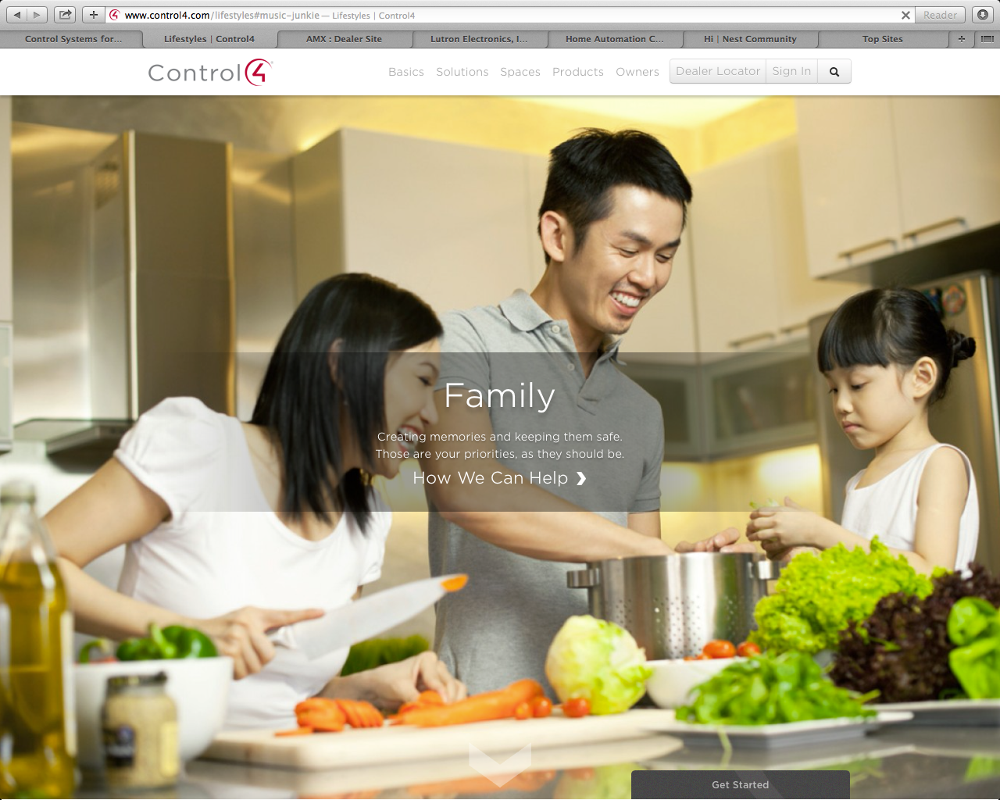 www.control4.com/lifestyles#music-junkie — Lifestyles | Control4
Reader
Control Systems for...
Lifestyles | Control4
AMX : Dealer Site
Lutron Electronics, I...
Home Automation C...
Hi | Nest Community
Top Sites
Control4
Basics
Solutions
Spaces
Products
Owners
Dealer Locator
Sign In
Family
Creating memories and keeping them safe.
Those are your priorities, as they should be.
How We Can Help
Get Started